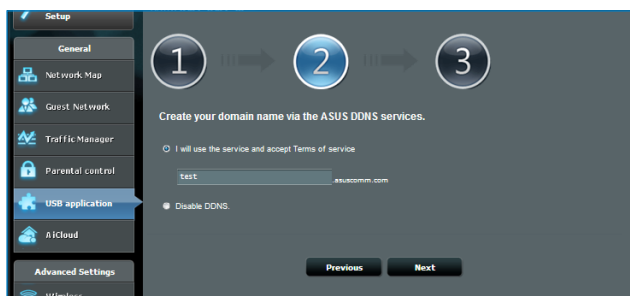 Setup
General
Network Map
Guest Network
Traffic Manager
Parental control
USB application
AiCloud
Advanced Settings
Wireless
1
2
3
Create your domain name via the ASUS DDNS services.
I will use the service and accept Terms of service
test .asuscomm.com
Disable DDNS.
Previous Next